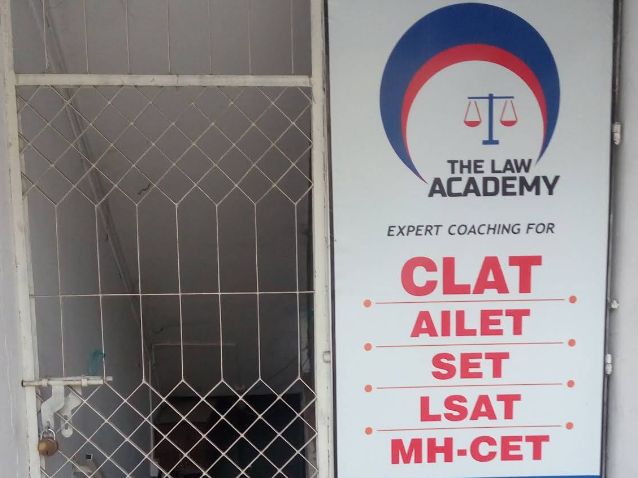 THE LAW
ACADEMY
EXPERT COACHING FOR
CLAT
AILET
SET
LSAT
MH-CET